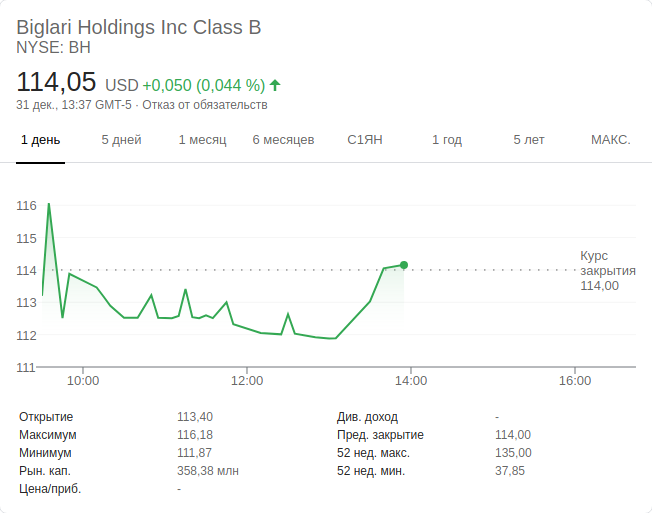 Biglari Holdings Inc Class B
NYSE: BH
114,05 USD +0,050 (0,044 %)
31 дек., 13:37 GMT-5 · Отказ от обязательств
1 день 5 дней 1 месяц 6 месяцев С1ЯН 1 год 5 лет МАКС.
116
115
114
113
112
111
Курс
закрытия
114,00
10:00 12:00 14:00 16:00
Открытие 113,40 Див. доход -
Максимум 116,18 Пред. закрытие 114,00
Минимум 111,87 52 нед. макс. 135,00
Рын. кап. 358,38 млн 52 нед. мин. 37,85
Цена/приб. -